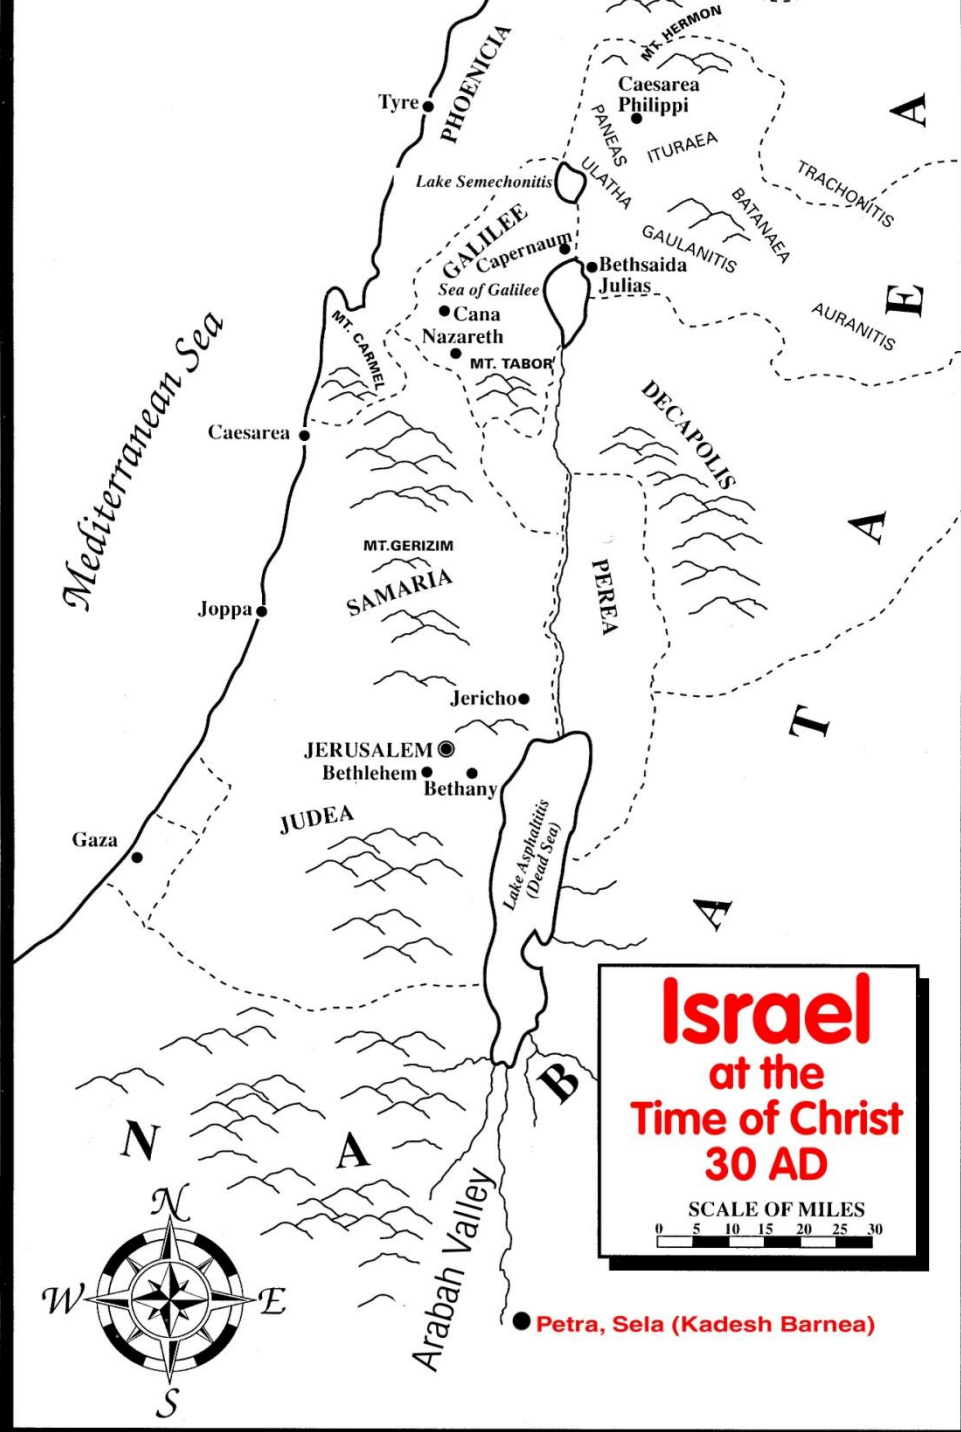 MT. HERMON
PHOENICIA
Tyre
Caesarea
Philippi
PANEAS
ITURAEA
A
Lake Semechonitis
ULATHA
TRACHONITIS
BATANAEA
GALILEE
Capernaum
GAULANITIS
Bethsaida
Julias
Sea of Galilee
E
Cana
AURANITIS
MT. CARMEL
Nazareth
MT. TABOR
Mediterranean Sea
DECAPOLIS
Caesarea
A
MT.GERIZIM
SAMARIA
PEREA
Joppa
Jericho
T
JERUSALEM
Bethlehem
Bethany
JUDEA
Gaza
Lake Asphaltitis
(Dead Sea)
A
B
N
A
Israel
at the
Time of Christ
30 AD
SCALE OF MILES
0 5 10 15 20 25 30
Arabah Valley
N
W
E
S
Petra, Sela (Kadesh Barnea)